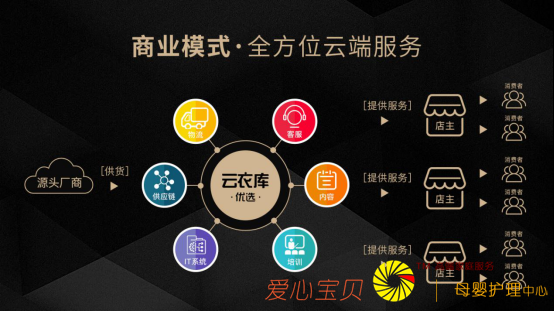 商业模式·全方位云端服务
物流
客服
[提供服务]
店主
消费者
消费者
源头厂商
[供货]
供应链
云衣库
·优选·
内容
[提供服务]
店主
消费者
消费者
IT系统
培训
[提供服务]
店主
消费者
消费者
爱心宝贝
母婴护理中心